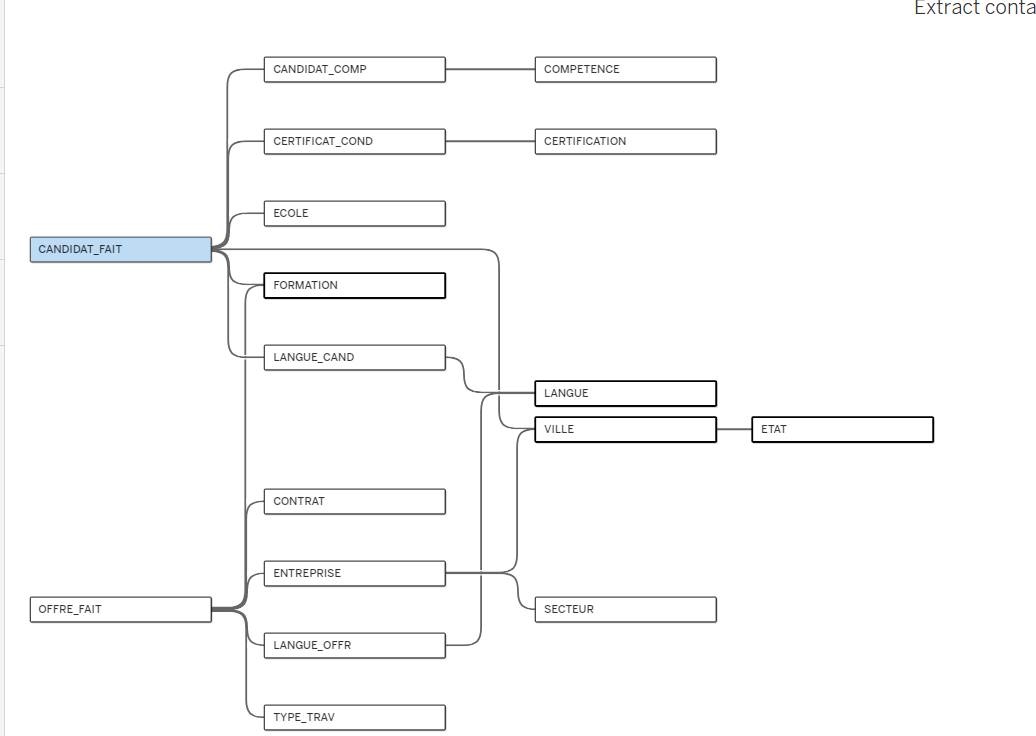 Extract conta
CANDIDAT_COMP
COMPETENCE
CERTIFICAT_COND
CERTIFICATION
ECOLE
CANDIDAT_FAIT
FORMATION
LANGUE_CAND
LANGUE
VILLE
ETAT
CONTRAT
ENTREPRISE
OFFRE_FAIT
SECTEUR
LANGUE_OFFR
TYPE_TRAV